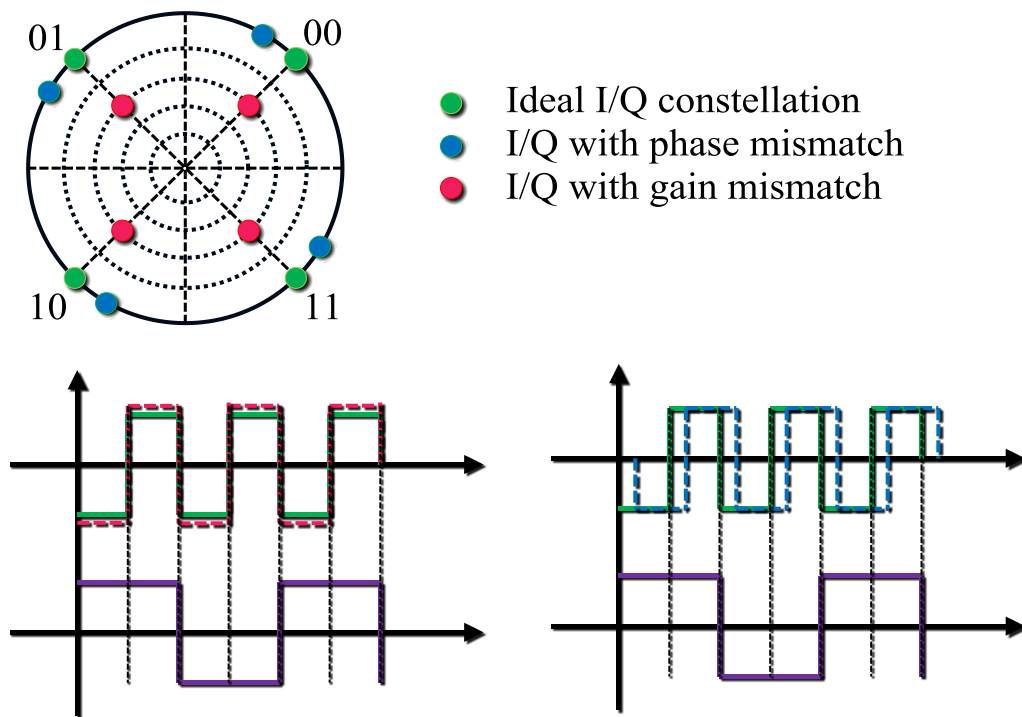 01
00
Ideal I/Q constellation
I/Q with phase mismatch
I/Q with gain mismatch
10
11